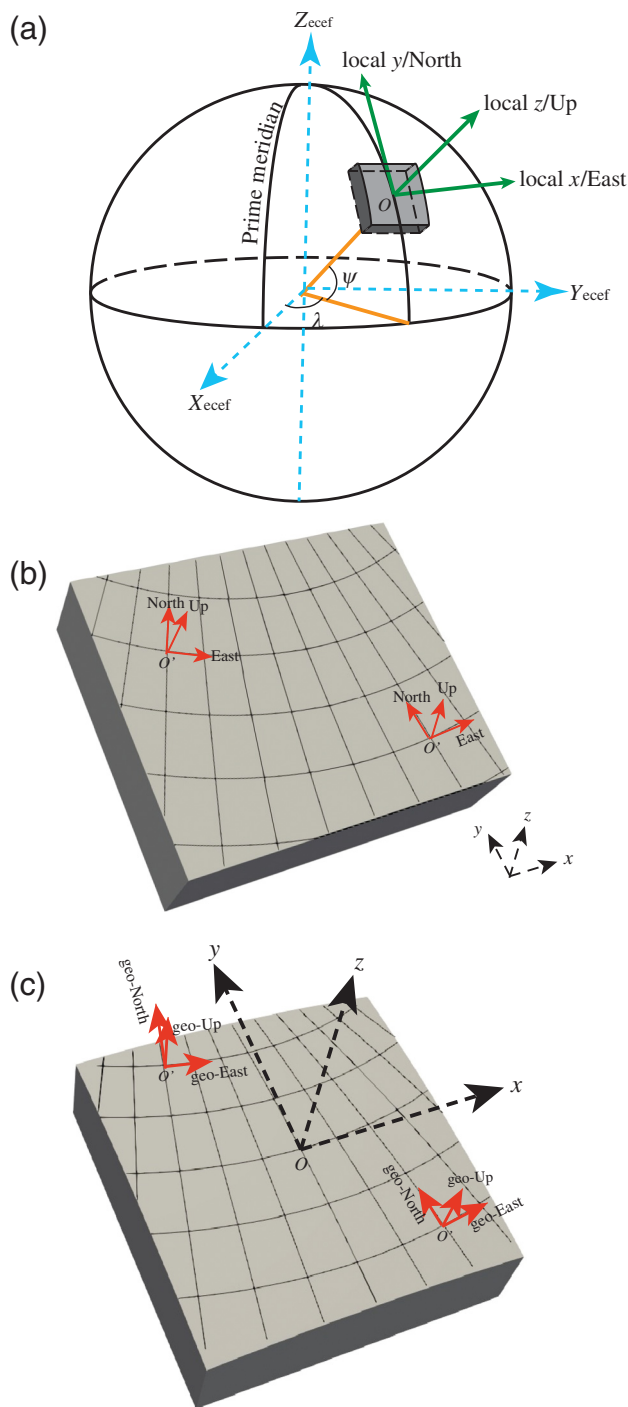 (a)
Zecef
local y/North
local z/Up
local x/East
Prime meridian
O
ψ
Yecef
λ
Xecef
(b)
North
Up
East
O'
North
Up
East
O'
y
z
x
(c)
geo-North
geo-Up
geo-East
O'
y
z
x
O
geo-North
geo-Up
geo-East
O'